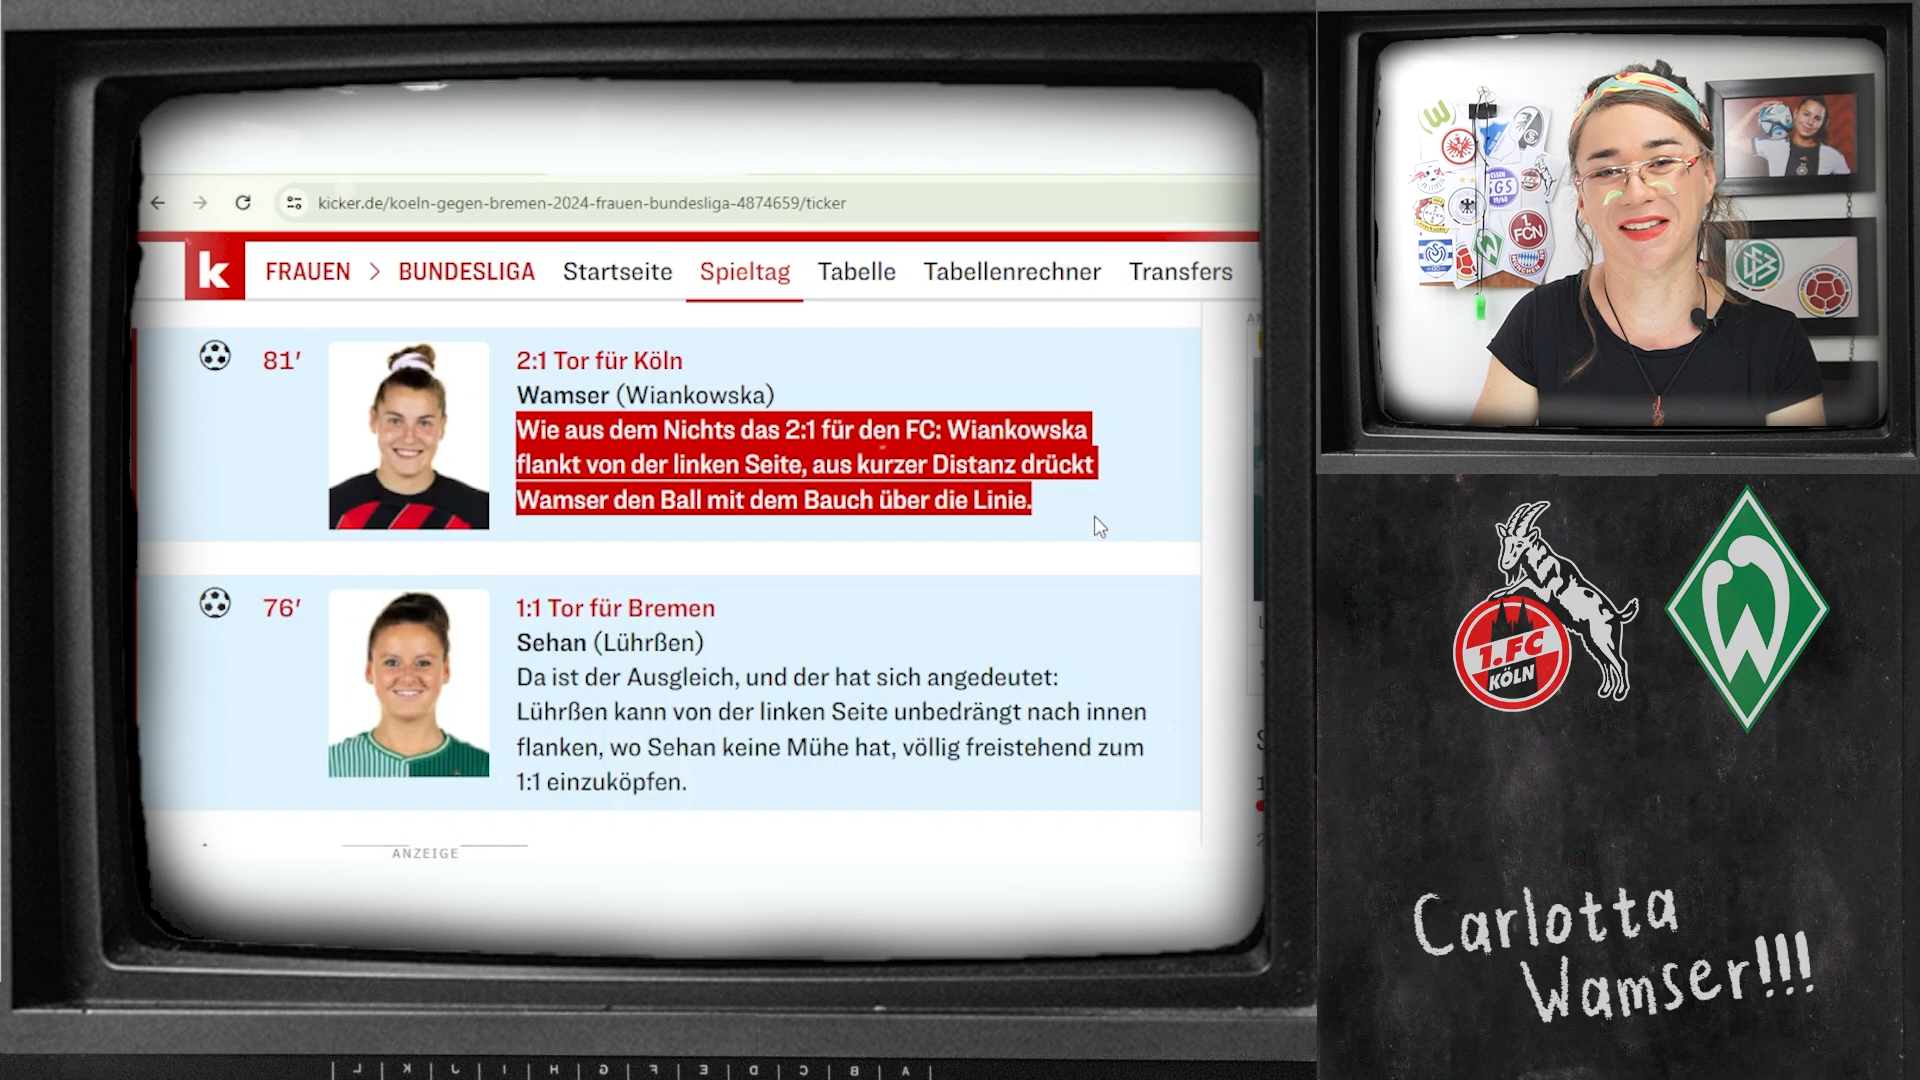 kicker.de/koeln-gegen-bremen-2024-frauen-bundesliga-4874659/ticker
k FRAUEN > BUNDESLIGA Startseite Spieltag Tabelle Tabellenrechner Transfers
81′
2:1 Tor für Köln
Wamser (Wiankowska)
Wie aus dem Nichts das 2:1 für den FC: Wiankowska
flankt von der linken Seite, aus kurzer Distanz drückt
Wamser den Ball mit dem Bauch über die Linie.
76′
1:1 Tor für Bremen
Sehan (Lührßen)
Da ist der Ausgleich, und der hat sich angedeutet:
Lührßen kann von der linken Seite unbedrängt nach innen
flanken, wo Sehan keine Mühe hat, völlig freistehend zum
1:1 einzuköpfen.
ANZEIGE
SGS
1.
FCN
1. FC
KÖLN
W
Carlotta
Wamser!!!